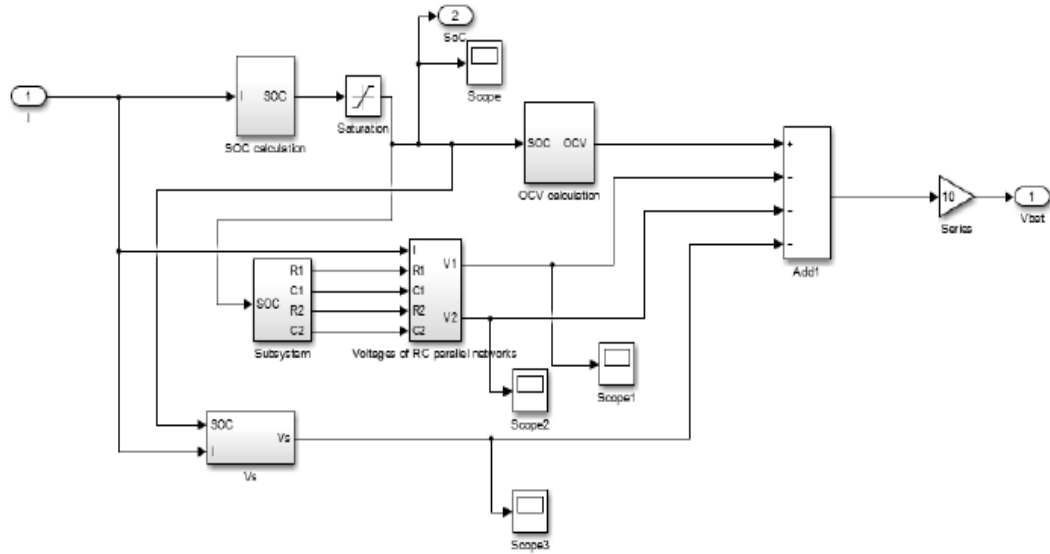 2
SoC
Scope
1
I
I SOC
SOC calculation
Saturation
SOC OCV
OCV calculation
+
-
-
-
Add1
10
Series
1
Vbat
I
R1
C1
R2
C2
V1
V2
Voltages of RC parallel networks
SOC
R1
C1
R2
C2
Subsystem
Scope1
Scope2
SOC
I
Vs
Vs
Scope3